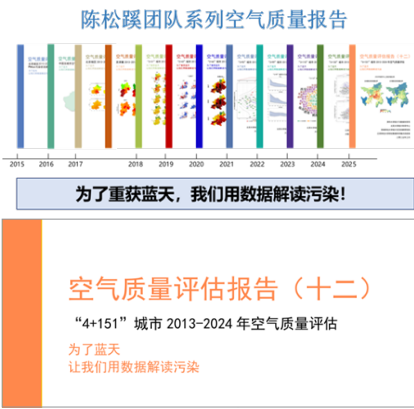 陈松蹊团队系列空气质量报告
2015 2016 2017 2018 2019 2020 2021 2022 2023 2024 2025
为了重获蓝天，我们用数据解读污染！
空气质量评估报告（十二）
“4+151”城市 2013-2024 年空气质量评估
为了蓝天
让我们用数据解读污染